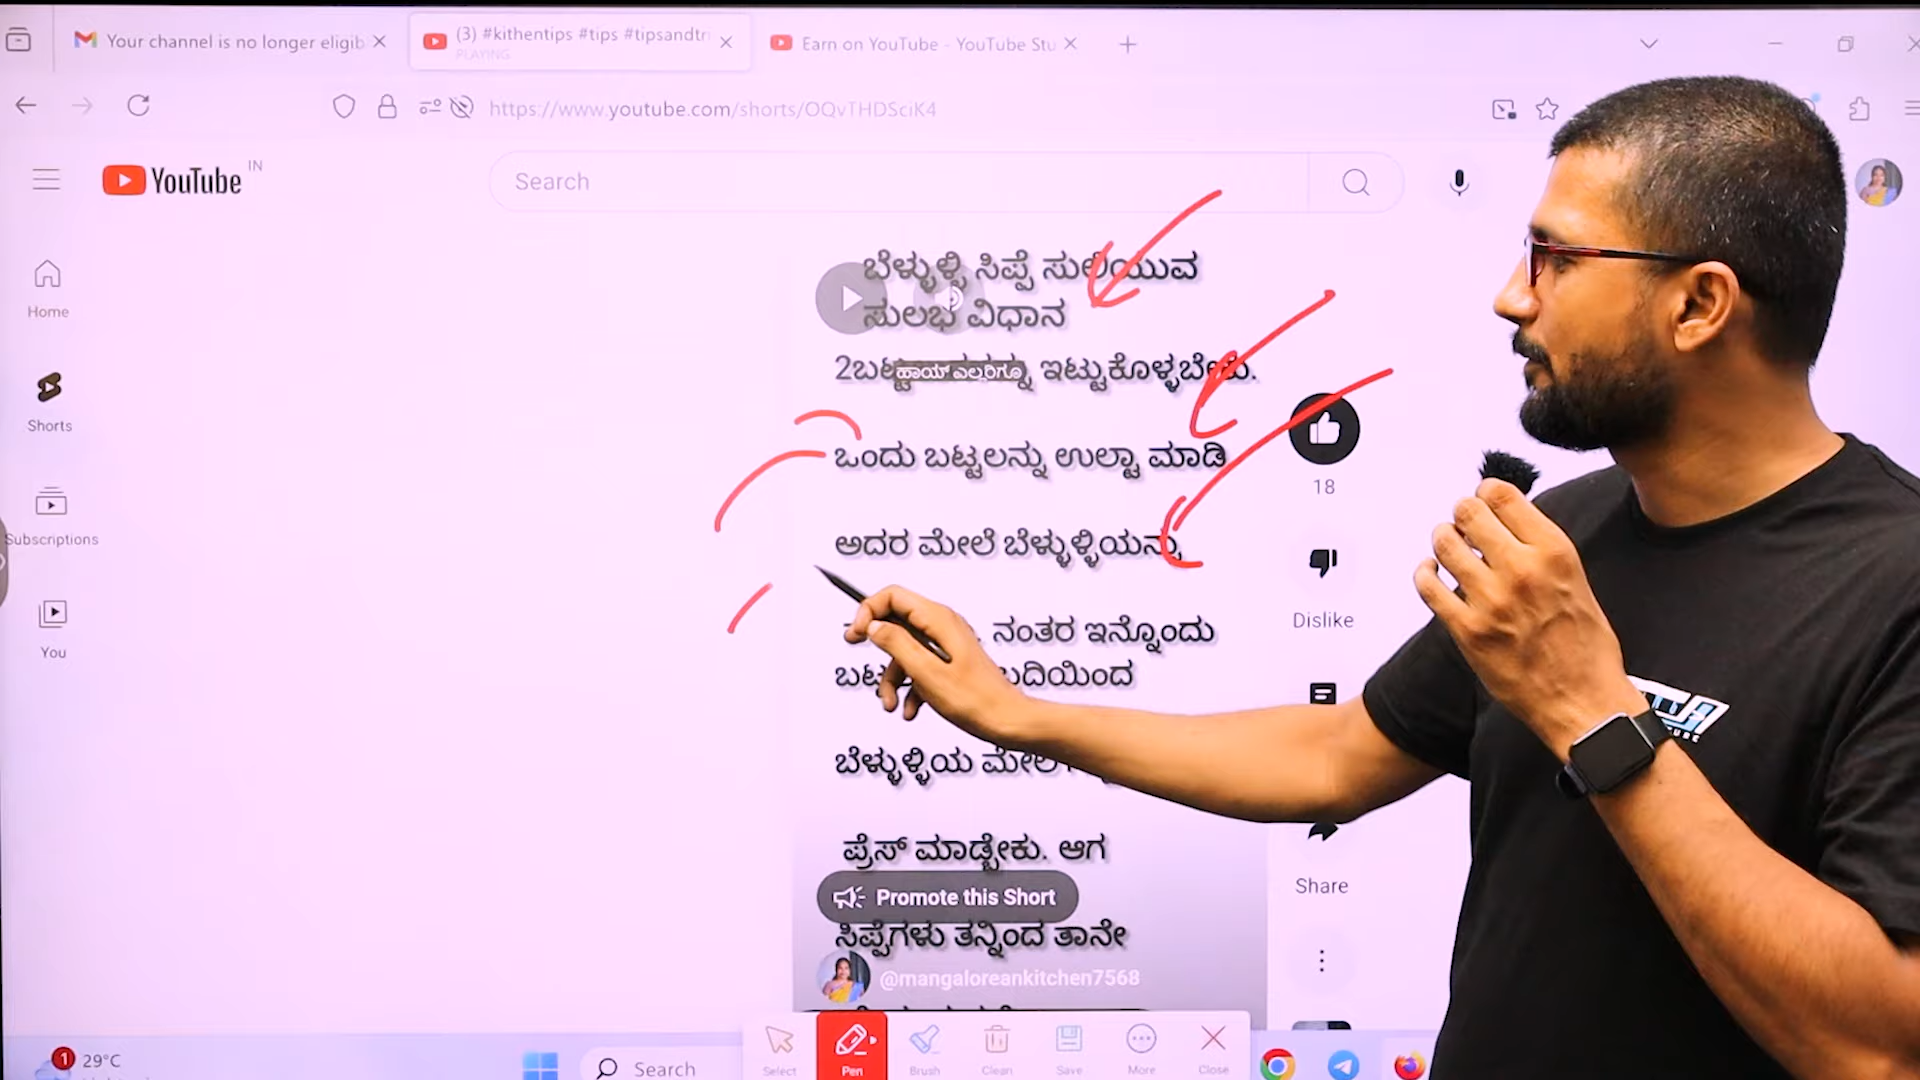 Your channel is no longer eligib
(3) #kithentips #tips #tipsandtri
PLAYING
Earn on YouTube - YouTube Stu
https://www.youtube.com/shorts/OQvTHDSciK4
YouTube IN
Search
Home
Shorts
Subscriptions
You
ಬೆಳ್ಳುಳ್ಳಿ ಸಿಪ್ಪೆ ಸುಲಿಯುವ
ಸುಲಭ ವಿಧಾನ
ಇಟ್ಟುಕೊಳ್ಳಬೇಕು.
ಹಾಯ್ ಎಲ್ಲರಿಗೂ
ಒಂದು ಬಟ್ಟಲನ್ನು ಉಲ್ಟಾ ಮಾಡಿ
ಅದರ ಮೇಲೆ ಬೆಳ್ಳುಳ್ಳಿಯನ್ನು
ನಂತರ ಇನ್ನೊಂದು
ಬೆಳ್ಳುಳ್ಳಿಯ ಮೇಲೆ
ಪ್ರೆಸ್ ಮಾಡ್ಬೇಕು. ಆಗ
Promote this Short
ಸಿಪ್ಪೆಗಳು ತನ್ನಿಂದ ತಾನೇ
@mangaloreankitchen7568
18
Dislike
Share
1
29°C
Search
Select
Pen
Brush
Clean
Save
More
Close